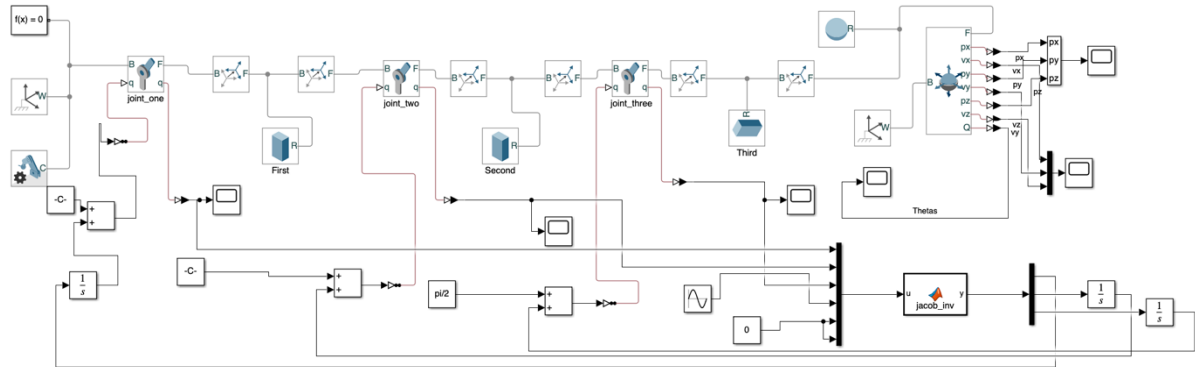 f(x) = 0
W
C
B F
q q
joint_one
B F
B F
R
First
B F
q q
joint_two
B F
B F
R
Second
B F
q q
joint_three
B F
B F
R
Third
R
W
B
F
px
vx
py
vy
pz
vz
Q
px
vx
py
pz
vz
vy
px
py
pz
Thetas
-C-
+
+
1
s
-C-
+
+
pi/2
+
+
0
u y
jacob_inv
1
s
1
s